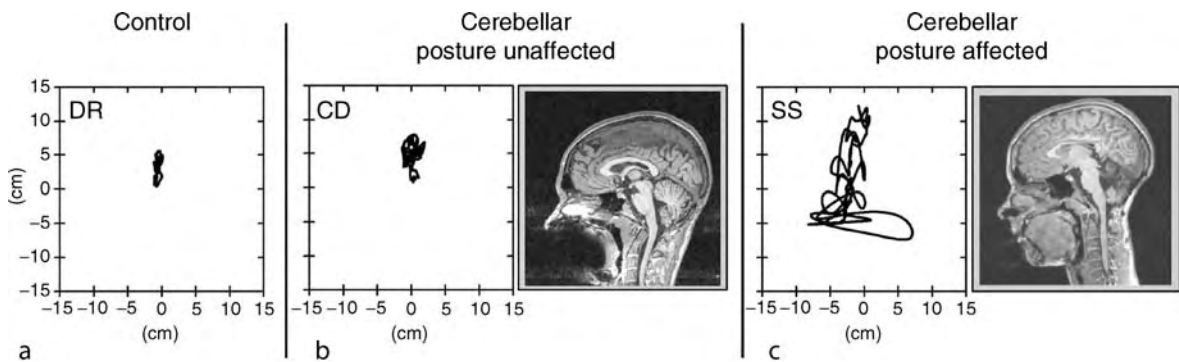 Control
Cerebellar
posture unaffected
Cerebellar
posture affected
DR
15
10
5
0
−5
−10
−15
(cm)
−15 −10 −5 0 5 10 15
(cm)
a
CD
−15 −10 −5 0 5 10 15
(cm)
b
SS
−15 −10 −5 0 5 10 15
(cm)
c